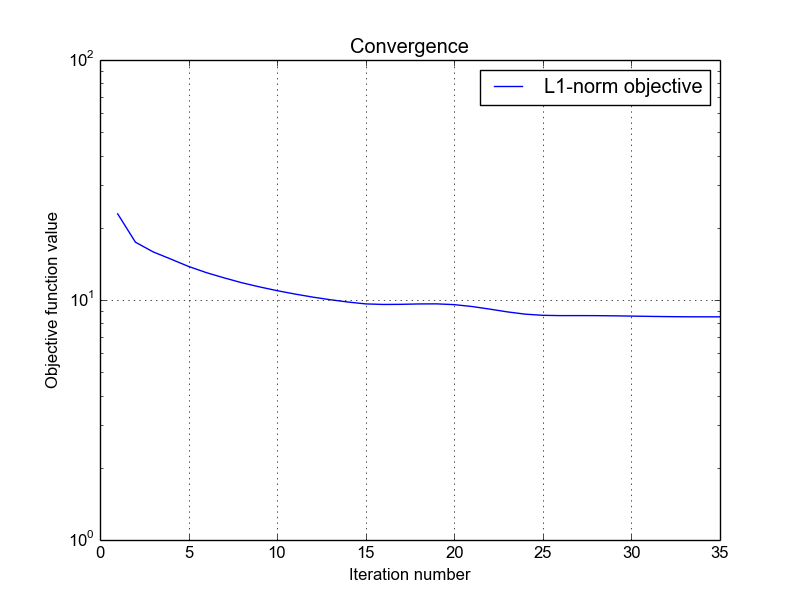 Convergence
10²
L1-norm objective
Objective function value
10¹
10⁰
0 5 10 15 20 25 30 35
Iteration number